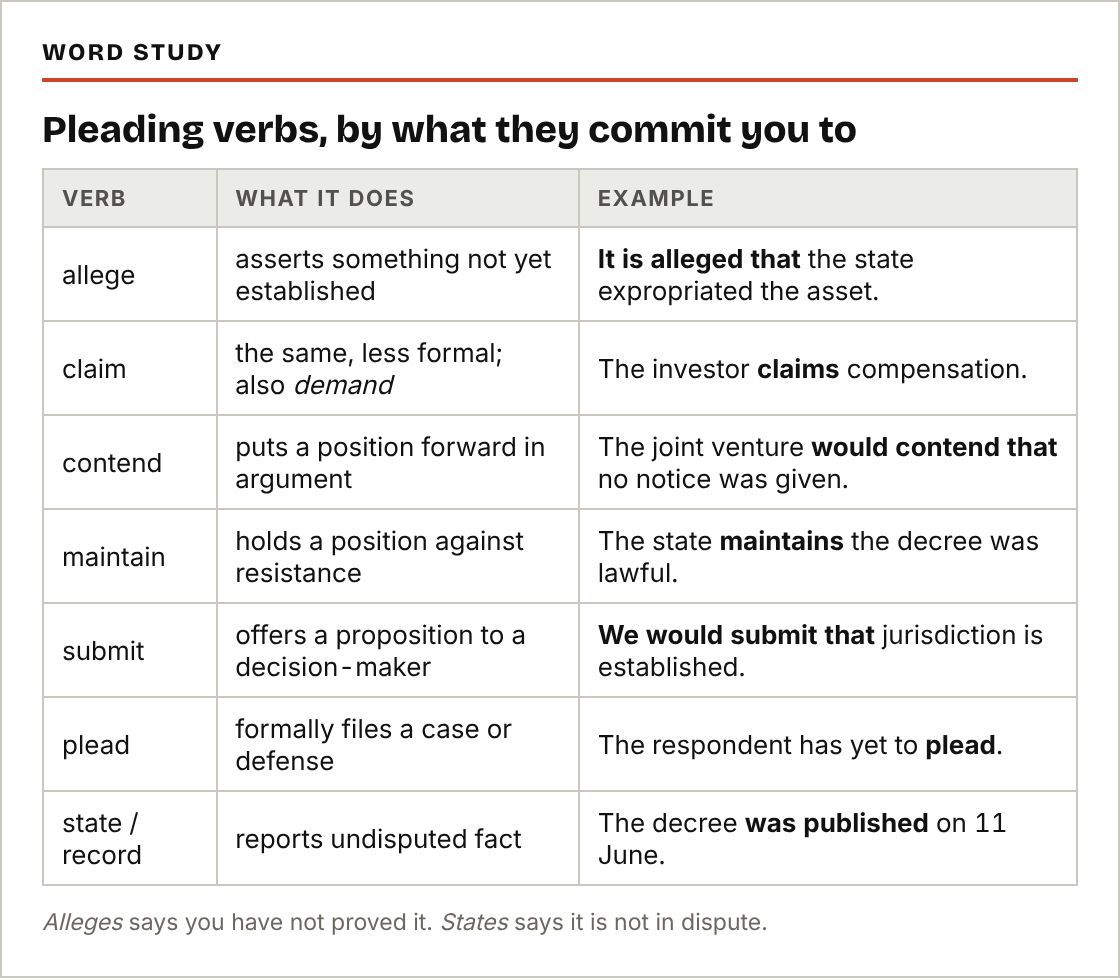 WORD STUDY
Pleading verbs, by what they commit you to
VERB
WHAT IT DOES
EXAMPLE
allege
asserts something not yet
established
It is alleged that the state
expropriated the asset.
claim
the same, less formal;
also demand
The investor claims compensation.
contend
puts a position forward in
argument
The joint venture would contend that
no notice was given.
maintain
holds a position against
resistance
The state maintains the decree was
lawful.
submit
offers a proposition to a
decision-maker
We would submit that jurisdiction is
established.
plead
formally files a case or
defense
The respondent has yet to plead.
state /
record
reports undisputed fact
The decree was published on 11
June.
Alleges says you have not proved it. States says it is not in dispute.